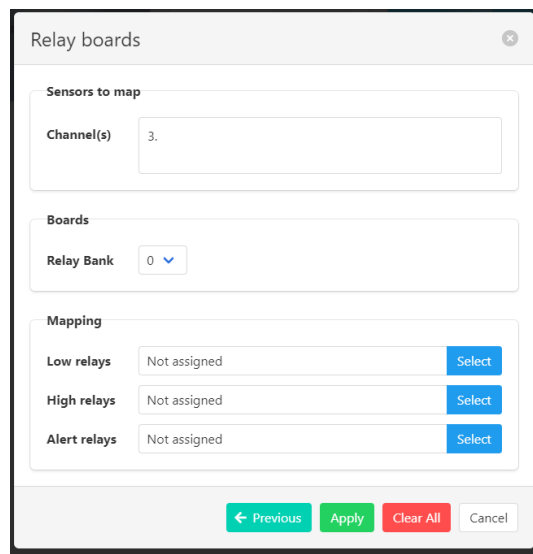 Relay boards
Sensors to map
Channel(s) 3.
Boards
Relay Bank 0
Mapping
Low relays Not assigned Select
High relays Not assigned Select
Alert relays Not assigned Select
Previous Apply Clear All Cancel